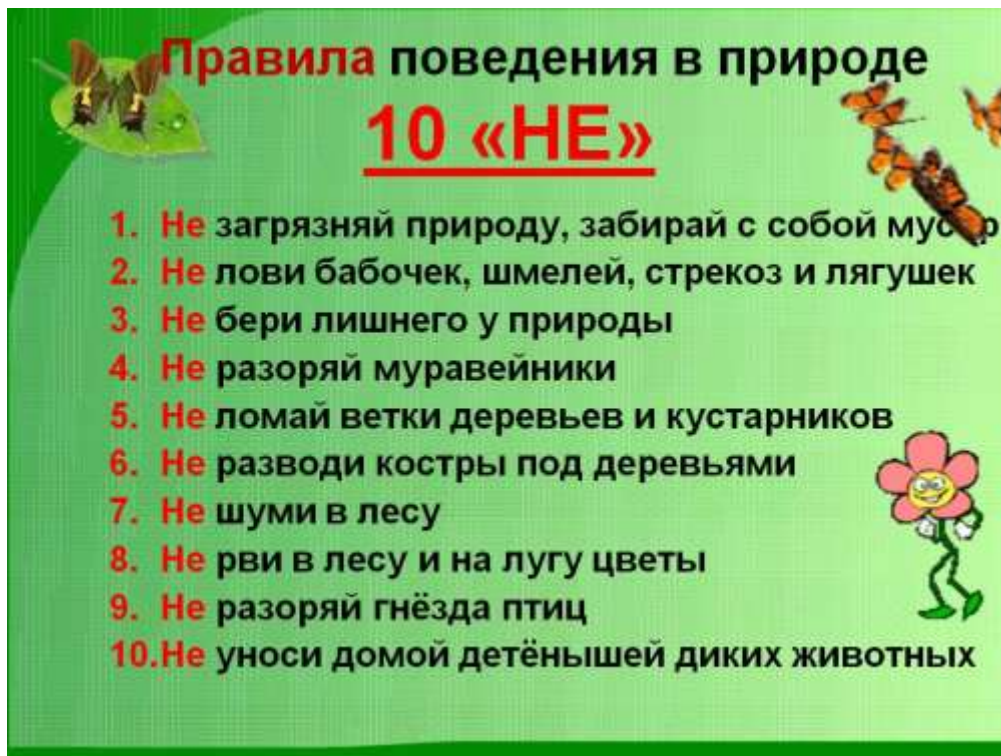 Правила поведения в природе
10 «НЕ»
1. Не загрязняй природу, забирай с собой мусор
2. Не лови бабочек, шмелей, стрекоз и лягушек
3. Не бери лишнего у природы
4. Не разоряй муравейники
5. Не ломай ветки деревьев и кустарников
6. Не разводи костры под деревьями
7. Не шуми в лесу
8. Не рви в лесу и на лугу цветы
9. Не разоряй гнёзда птиц
10. Не уноси домой детёнышей диких животных